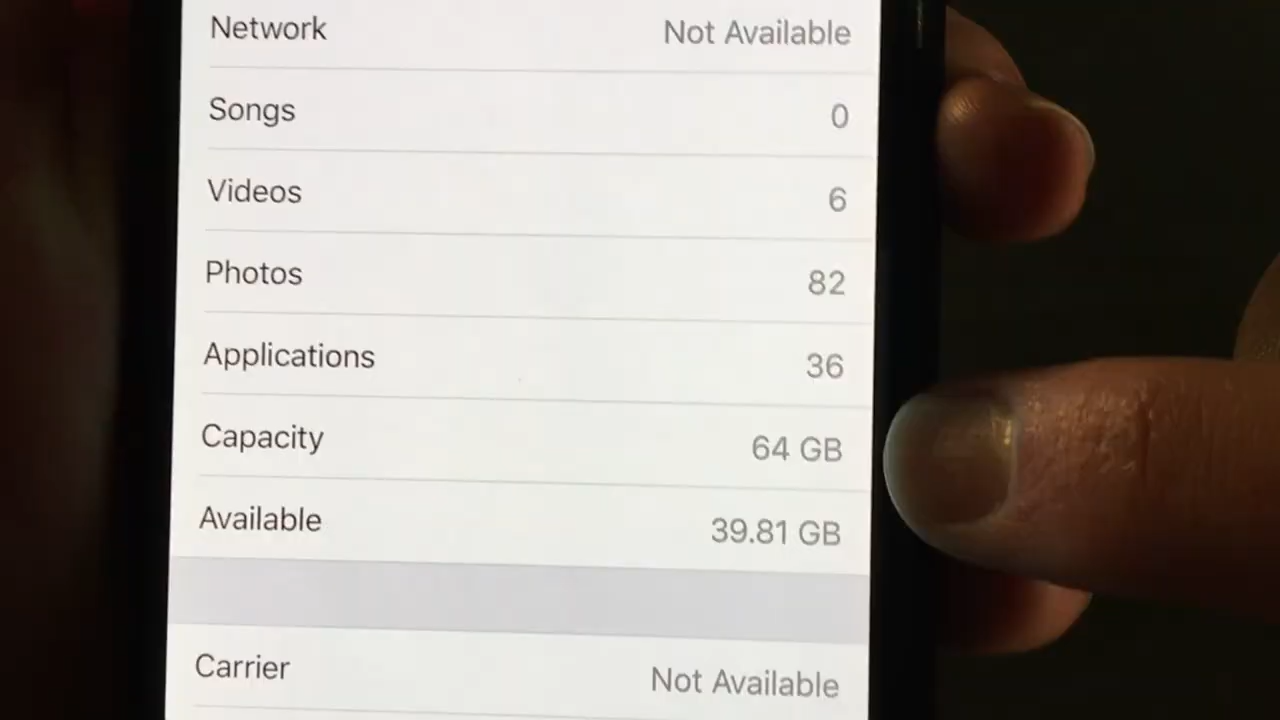 Network Not Available
Songs 0
Videos 6
Photos 82
Applications 36
Capacity 64 GB
Available 39.81 GB
Carrier Not Available